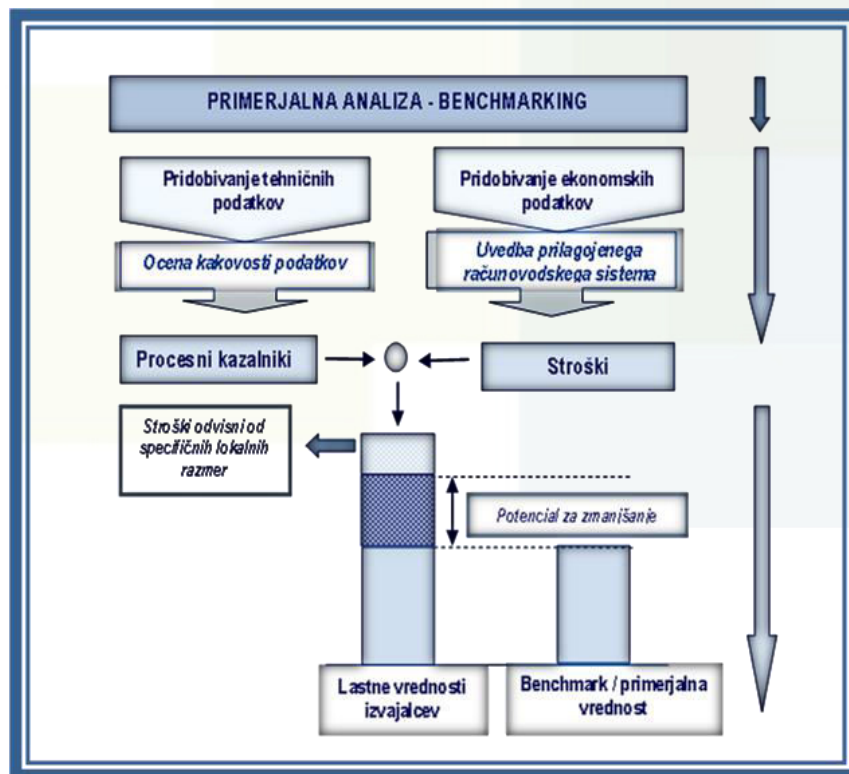 PRIMERJALNA ANALIZA - BENCHMARKING
Pridobivanje tehničnih
podatkov
Pridobivanje ekonomskih
podatkov
Ocena kakovosti podatkov
Uvedba prilagojenega
računovodskega sistema
Procesni kazalniki
Stroški
Stroški odvisni od
specifičnih lokalnih
razmer
Potencial za zmanjšanje
Lastne vrednosti
izvajalcev
Benchmark / primerjalna
vrednost